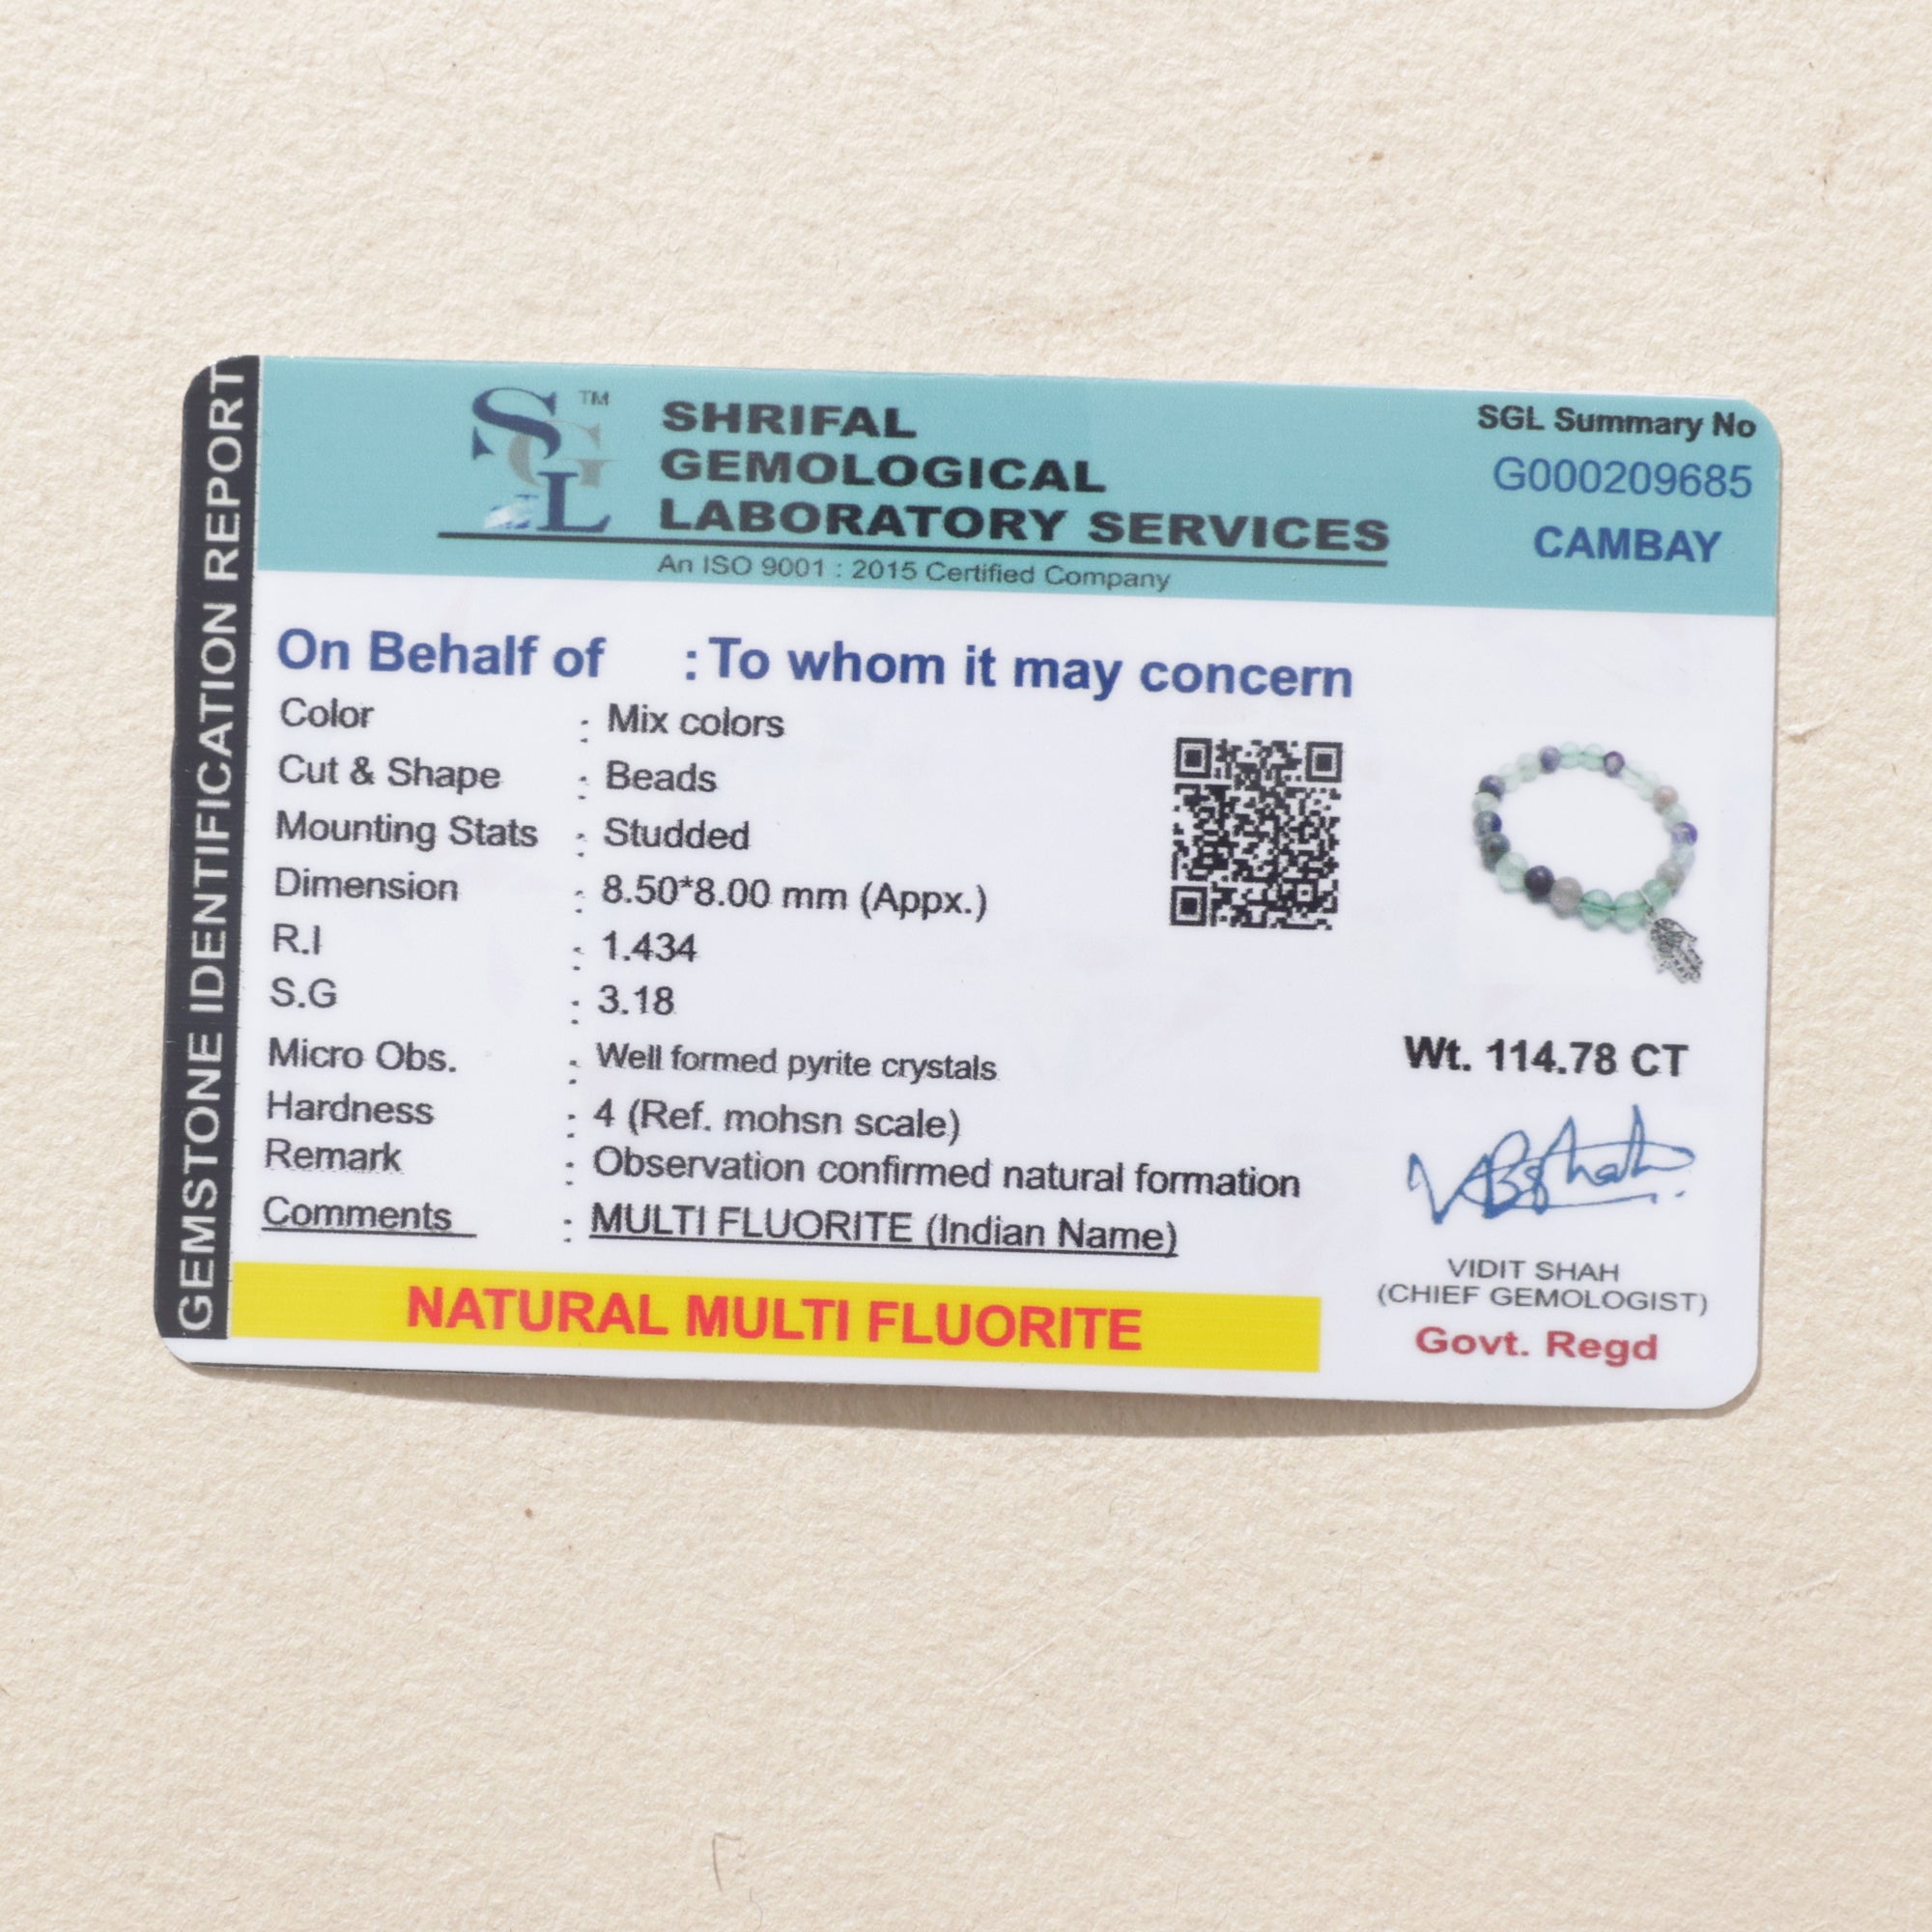 GEMSTONE IDENTIFICATION REPORT
SGL ™
SHRIFAL
GEMOLOGICAL
LABORATORY SERVICES
An ISO 9001 : 2015 Certified Company
SGL Summary No
G000209685
CAMBAY
On Behalf of : To whom it may concern
Color : Mix colors
Cut & Shape : Beads
Mounting Stats : Studded
Dimension : 8.50*8.00 mm (Appx.)
R.I : 1.434
S.G : 3.18
Micro Obs. : Well formed pyrite crystals
Hardness : 4 (Ref. mohsn scale)
Remark : Observation confirmed natural formation
Comments : MULTI FLUORITE (Indian Name)
NATURAL MULTI FLUORITE
Wt. 114.78 CT
VIDIT SHAH
(CHIEF GEMOLOGIST)
Govt. Regd